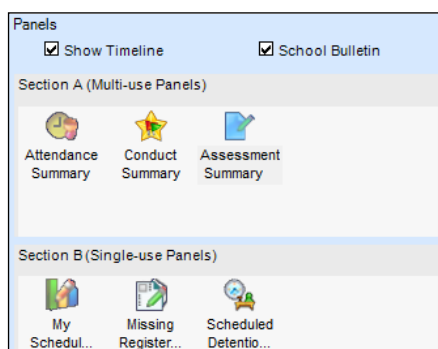 Panels
Show Timeline School Bulletin
Section A (Multi-use Panels)
Attendance Conduct Assessment
Summary Summary Summary
Section B (Single-use Panels)
My Missing Scheduled
Schedul... Register... Detentio...